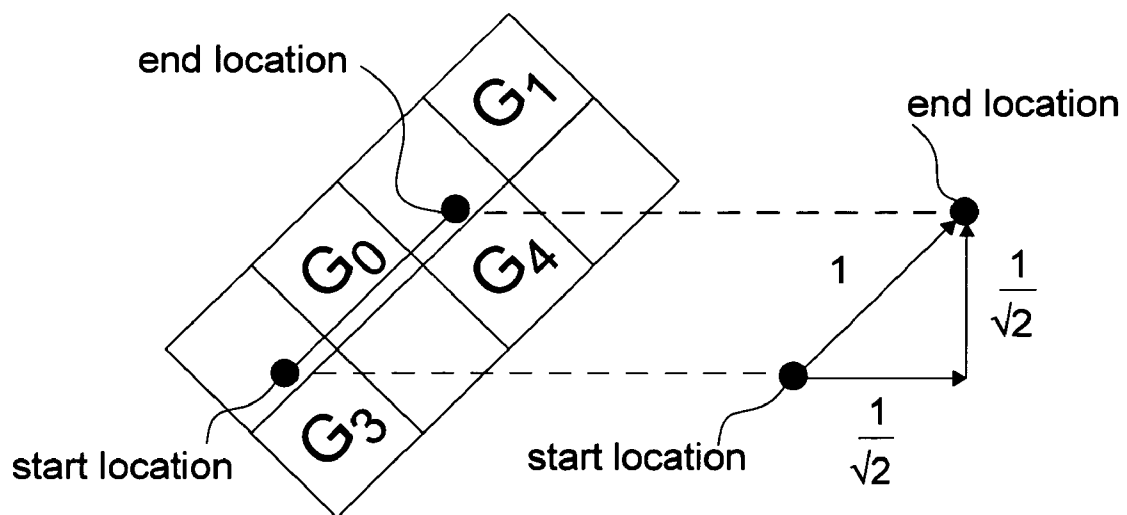 end location
G1
G0
G4
G3
start location
end location
1
1
√2
start location
1
√2